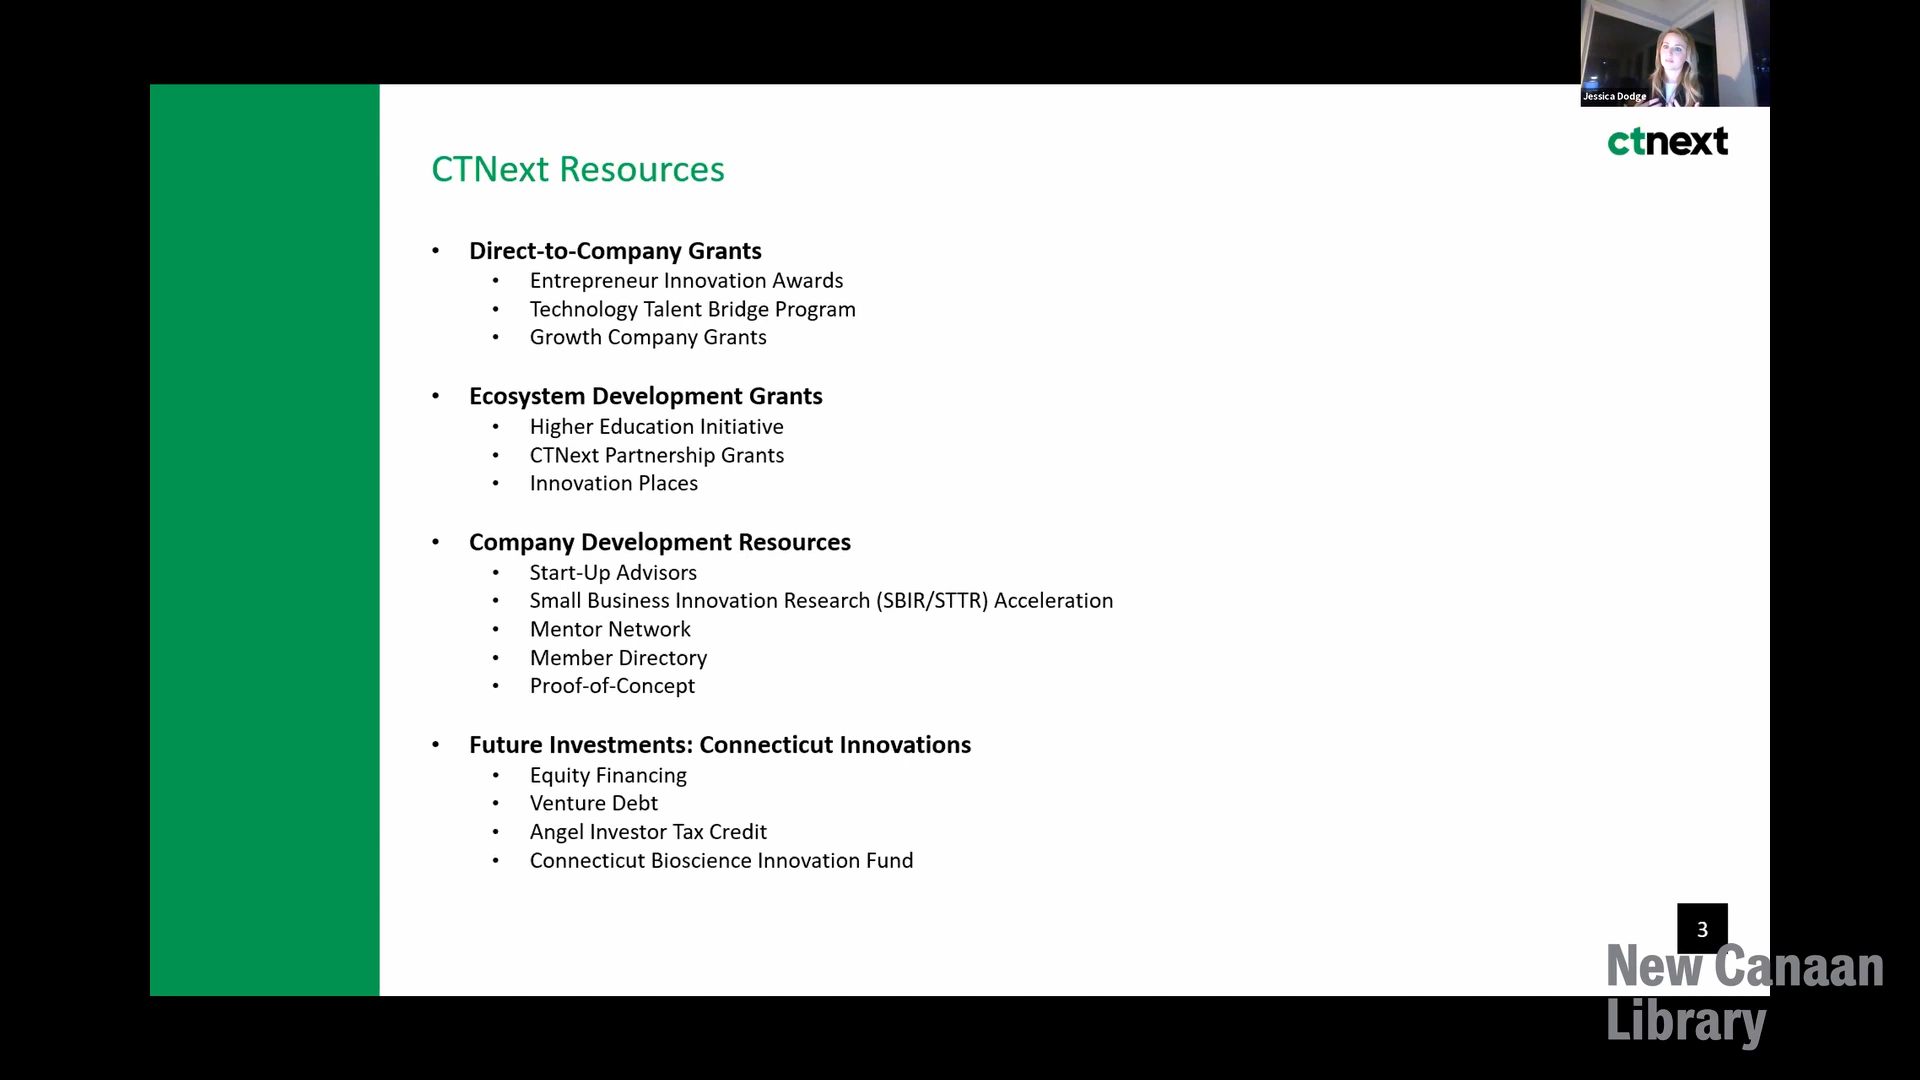 Jessica Dodge
ctnext
CTNext Resources
• Direct-to-Company Grants
• Entrepreneur Innovation Awards
• Technology Talent Bridge Program
• Growth Company Grants
• Ecosystem Development Grants
• Higher Education Initiative
• CTNext Partnership Grants
• Innovation Places
• Company Development Resources
• Start-Up Advisors
• Small Business Innovation Research (SBIR/STTR) Acceleration
• Mentor Network
• Member Directory
• Proof-of-Concept
• Future Investments: Connecticut Innovations
• Equity Financing
• Venture Debt
• Angel Investor Tax Credit
• Connecticut Bioscience Innovation Fund
3
New Canaan
Library